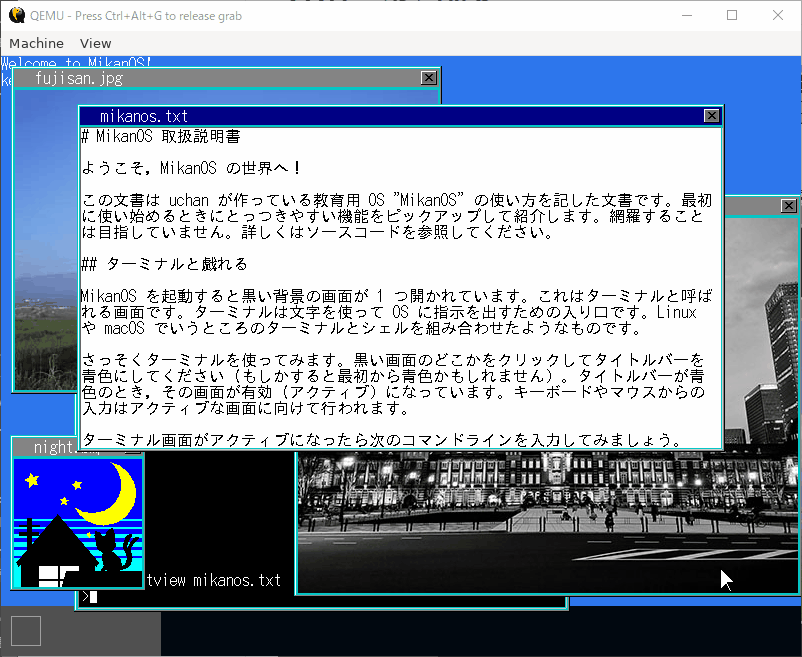 QEMU - Press Ctrl+Alt+G to release grab
Machine View
Welcome to MikanOS!
fujisan.jpg
mikanos.txt
# MikanOS 取扱説明書
ようこそ，MikanOS の世界へ！
この文書は uchan が作っている教育用 OS "MikanOS" の使い方を記した文書です。最初
に使い始めるときにとっつきやすい機能をピックアップして紹介します。網羅すること
は目指していません。詳しくはソースコードを参照してください。
## ターミナルと戯れる
MikanOS を起動すると黒い背景の画面が 1 つ開かれています。これはターミナルと呼ば
れる画面です。ターミナルは文字を使って OS に指示を出すための入り口です。Linux
や macOS でいうところのターミナルとシェルを組み合わせたようなものです。
さっそくターミナルを使ってみます。黒い画面のどこかをクリックしてタイトルバーを
青色にしてください（もしかすると最初から青色かもしれません）。タイトルバーが青
色のとき，その画面が有効（アクティブ）になっています。キーボードやマウスからの
入力はアクティブな画面に向けて行われます。
ターミナル画面がアクティブになったら次のコマンドラインを入力してみましょう。
night.
tview mikanos.txt
>